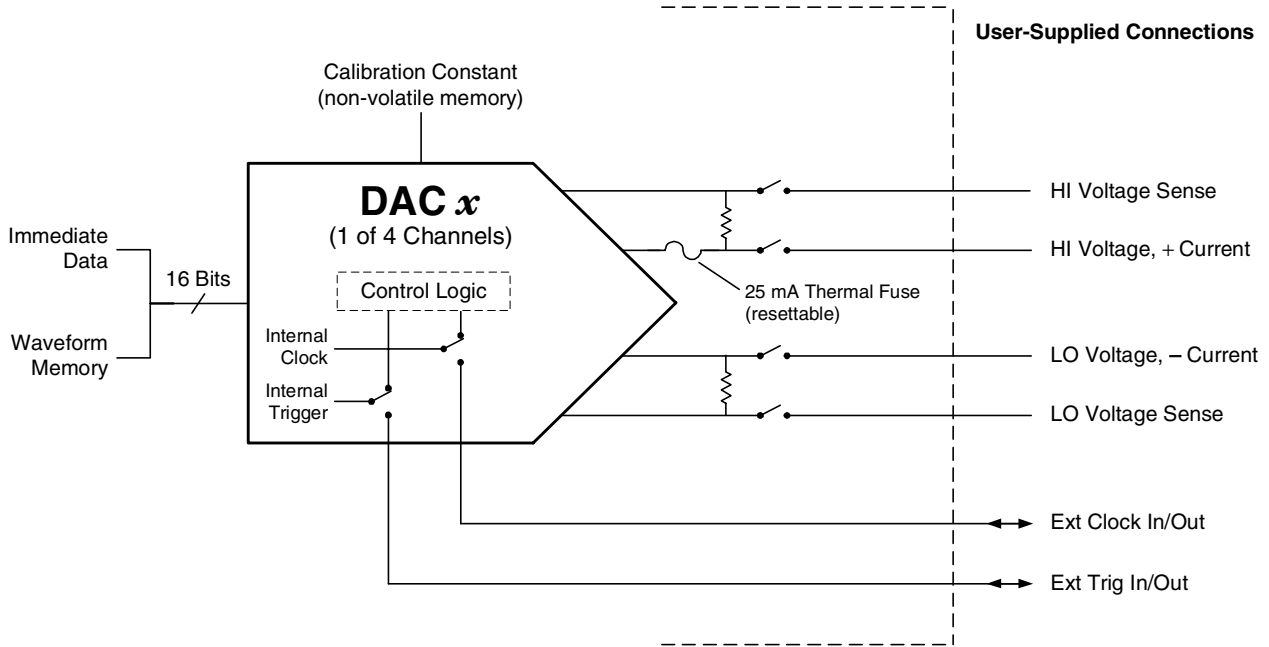 User-Supplied Connections
Calibration Constant
(non-volatile memory)
DAC x
(1 of 4 Channels)
Immediate
Data
16 Bits
Waveform
Memory
Control Logic
Internal
Clock
Internal
Trigger
25 mA Thermal Fuse
(resettable)
HI Voltage Sense
HI Voltage, + Current
LO Voltage, – Current
LO Voltage Sense
Ext Clock In/Out
Ext Trig In/Out